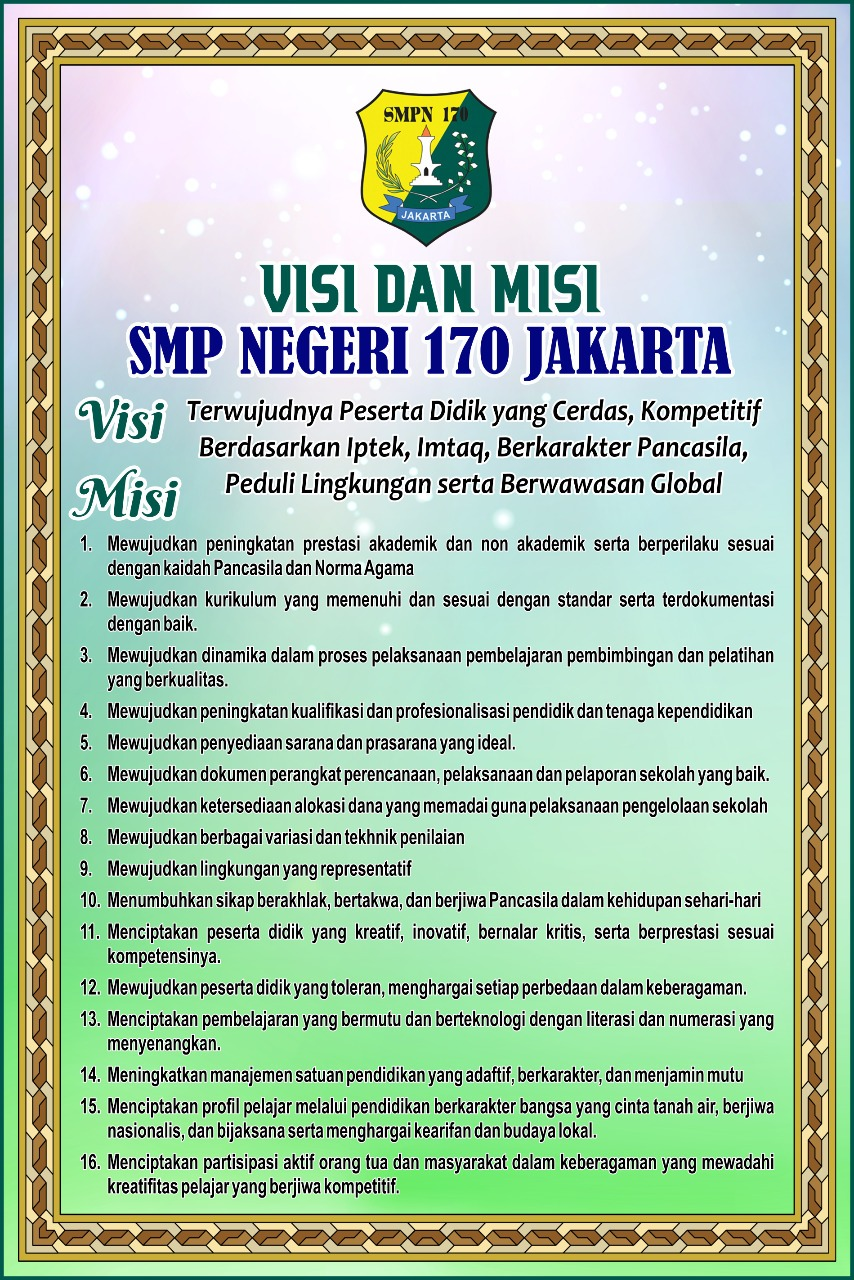 SMPN 170
JAKARTA
VISI DAN MISI
SMP NEGERI 170 JAKARTA
Visi
Terwujudnya Peserta Didik yang Cerdas, Kompetitif
Berdasarkan Iptek, Imtaq, Berkarakter Pancasila,
Peduli Lingkungan serta Berwawasan Global
Misi
1. Mewujudkan peningkatan prestasi akademik dan non akademik serta berperilaku sesuai
dengan kaidah Pancasila dan Norma Agama
2. Mewujudkan kurikulum yang memenuhi dan sesuai dengan standar serta terdokumentasi
dengan baik.
3. Mewujudkan dinamika dalam proses pelaksanaan pembelajaran pembimbingan dan pelatihan
yang berkualitas.
4. Mewujudkan peningkatan kualifikasi dan profesionalisasi pendidik dan tenaga kependidikan
5. Mewujudkan penyediaan sarana dan prasarana yang ideal.
6. Mewujudkan dokumen perangkat perencanaan, pelaksanaan dan pelaporan sekolah yang baik.
7. Mewujudkan ketersediaan alokasi dana yang memadai guna pelaksanaan pengelolaan sekolah
8. Mewujudkan berbagai variasi dan tekhnik penilaian
9. Mewujudkan lingkungan yang representatif
10. Menumbuhkan sikap berakhlak, bertakwa, dan berjiwa Pancasila dalam kehidupan sehari-hari
11. Menciptakan peserta didik yang kreatif, inovatif, bernalar kritis, serta berprestasi sesuai
kompetensinya.
12. Mewujudkan peserta didik yang toleran, menghargai setiap perbedaan dalam keberagaman.
13. Menciptakan pembelajaran yang bermutu dan berteknologi dengan literasi dan numerasi yang
menyenangkan.
14. Meningkatkan manajemen satuan pendidikan yang adaftif, berkarakter, dan menjamin mutu
15. Menciptakan profil pelajar melalui pendidikan berkarakter bangsa yang cinta tanah air, berjiwa
nasionalis, dan bijaksana serta menghargai kearifan dan budaya lokal.
16. Menciptakan partisipasi aktif orang tua dan masyarakat dalam keberagaman yang mewadahi
kreatifitas pelajar yang berjiwa kompetitif.